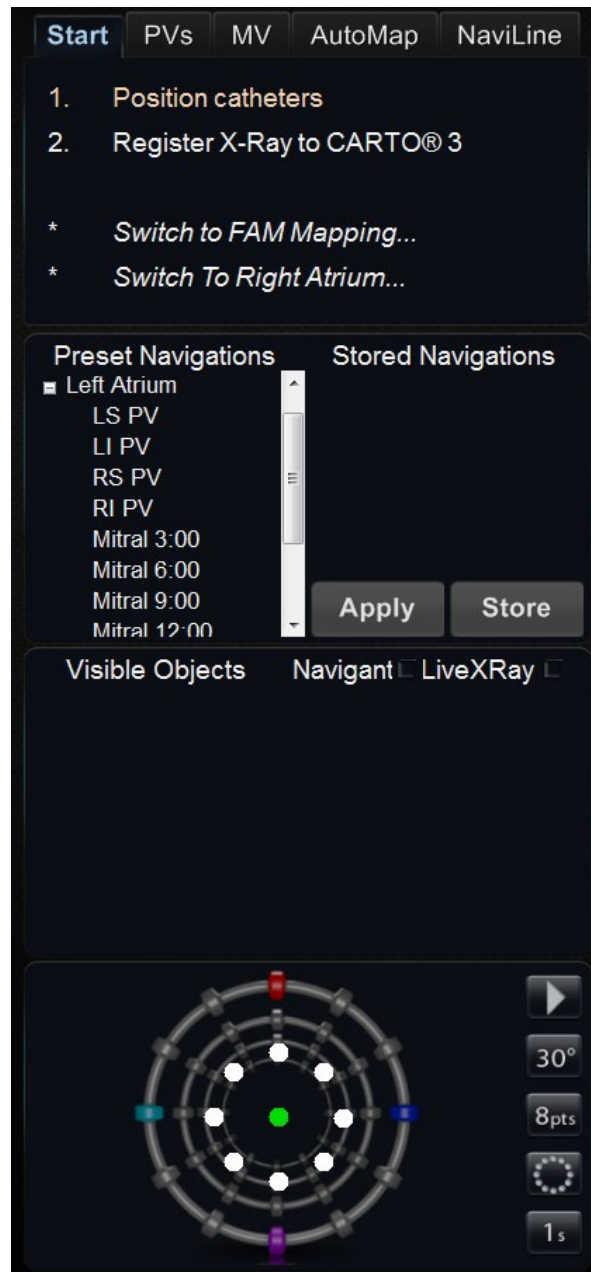 Start PVs MV AutoMap NaviLine
1. Position catheters
2. Register X-Ray to CARTO® 3
* Switch to FAM Mapping...
* Switch To Right Atrium...
Preset Navigations Stored Navigations
Left Atrium
LS PV
LI PV
RS PV
RI PV
Mitral 3:00
Mitral 6:00
Mitral 9:00
Mitral 12:00
Apply Store
Visible Objects Navigant LiveXRay
30°
8pts
1s